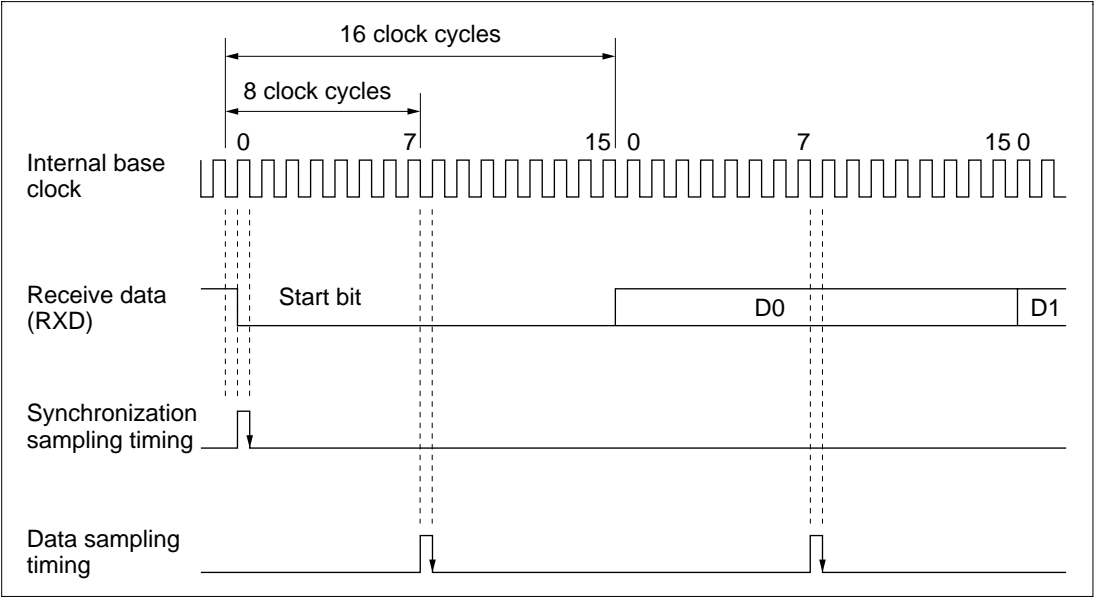 16 clock cycles
8 clock cycles
0 7 15 0 7 15 0
Internal base
clock
Receive data
(RXD)
Start bit
D0
D1
Synchronization
sampling timing
Data sampling
timing